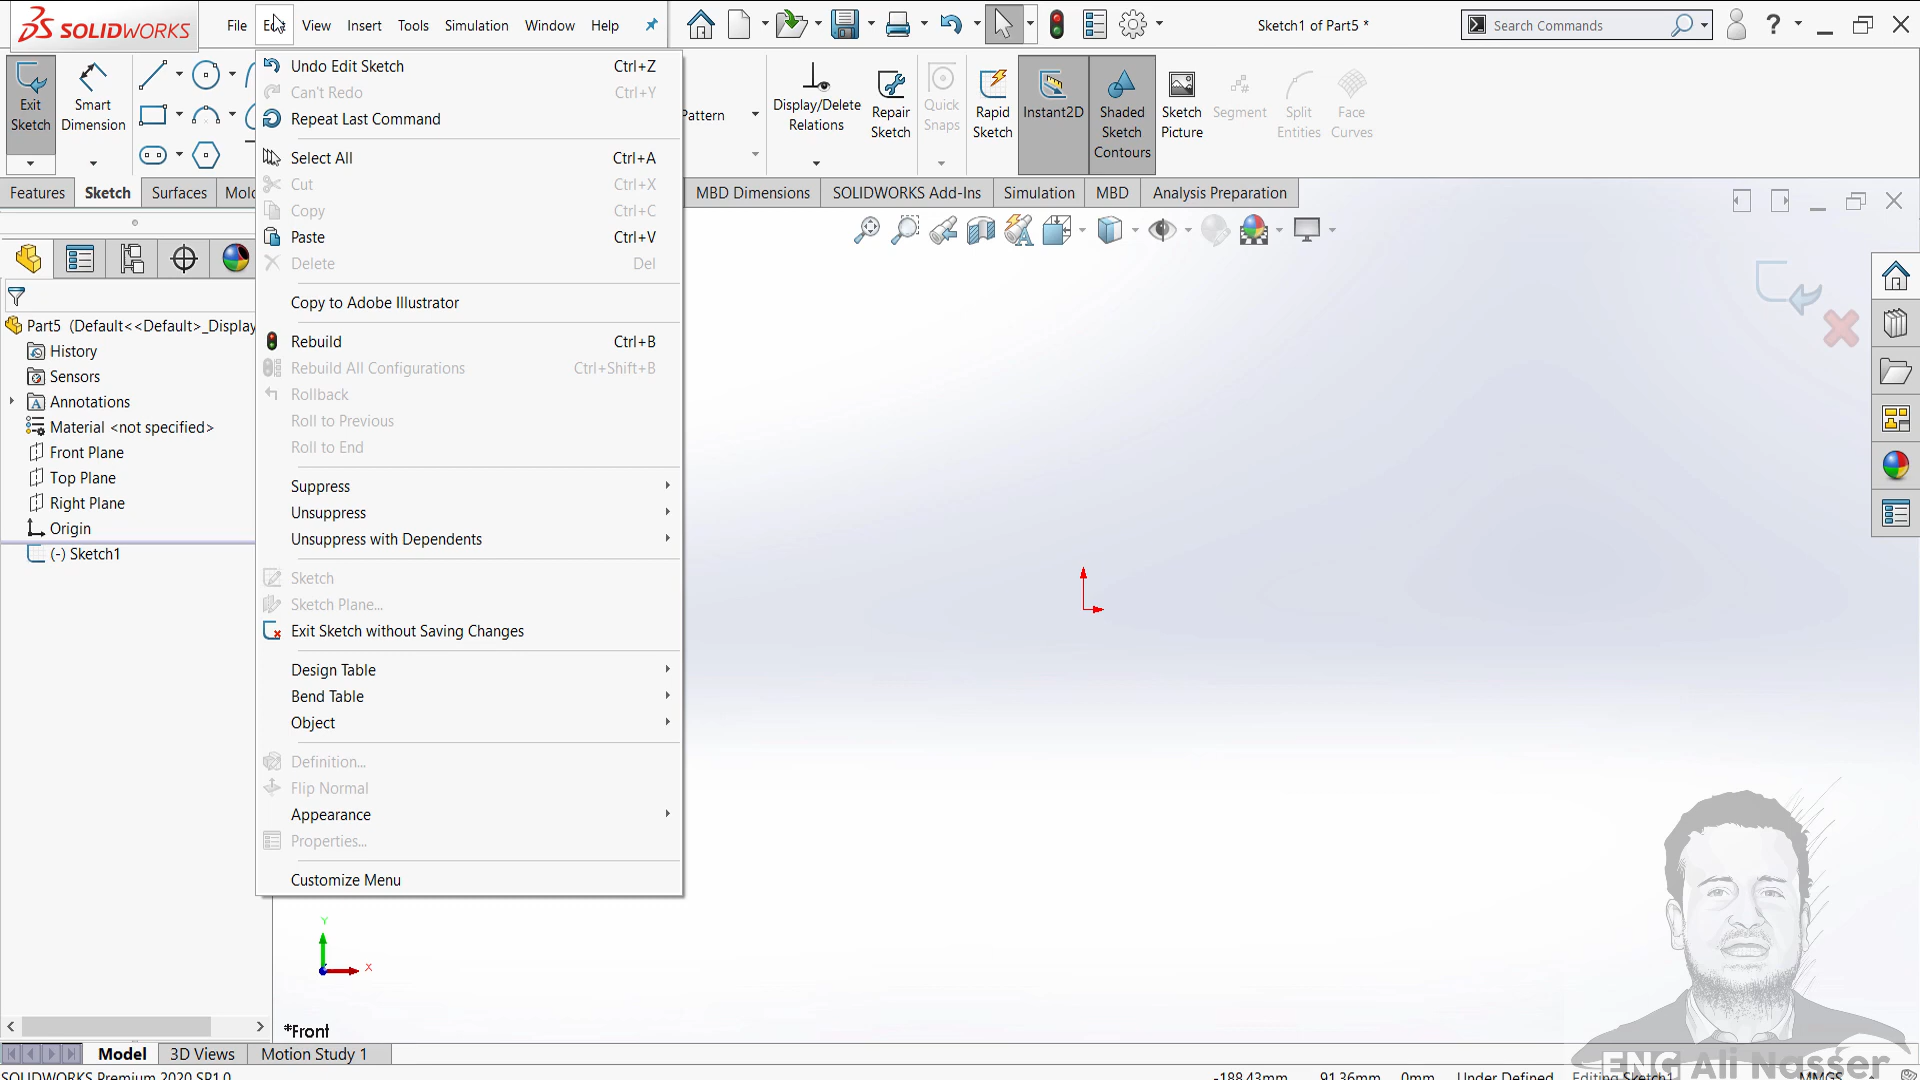 SOLIDWORKS
File Edit View Insert Tools Simulation Window Help
Sketch1 of Part5 *
Search Commands
Exit Sketch
Smart Dimension
Pattern
Display/Delete Relations
Repair Sketch
Quick Snaps
Rapid Sketch
Instant2D
Shaded Sketch Contours
Sketch Picture
Segment
Split Entities
Face Curves
Features Sketch Surfaces Mold MBD Dimensions SOLIDWORKS Add-Ins Simulation MBD Analysis Preparation
Undo Edit Sketch Ctrl+Z
Can't Redo Ctrl+Y
Repeat Last Command
Select All Ctrl+A
Cut Ctrl+X
Copy Ctrl+C
Paste Ctrl+V
Delete Del
Copy to Adobe Illustrator
Rebuild Ctrl+B
Rebuild All Configurations Ctrl+Shift+B
Rollback
Roll to Previous
Roll to End
Suppress
Unsuppress
Unsuppress with Dependents
Sketch
Sketch Plane...
Exit Sketch without Saving Changes
Design Table
Bend Table
Object
Definition...
Flip Normal
Appearance
Properties...
Customize Menu
Part5 (Default<<Default>_Display
History
Sensors
Annotations
Material <not specified>
Front Plane
Top Plane
Right Plane
Origin
(-) Sketch1
Y
X
*Front
Model 3D Views Motion Study 1
SOLIDWORKS Premium 2020 SP1.0
-188.43mm 91.36mm 0mm Under Defined Editing Sketch1 MMGS
ENG Ali Nasser